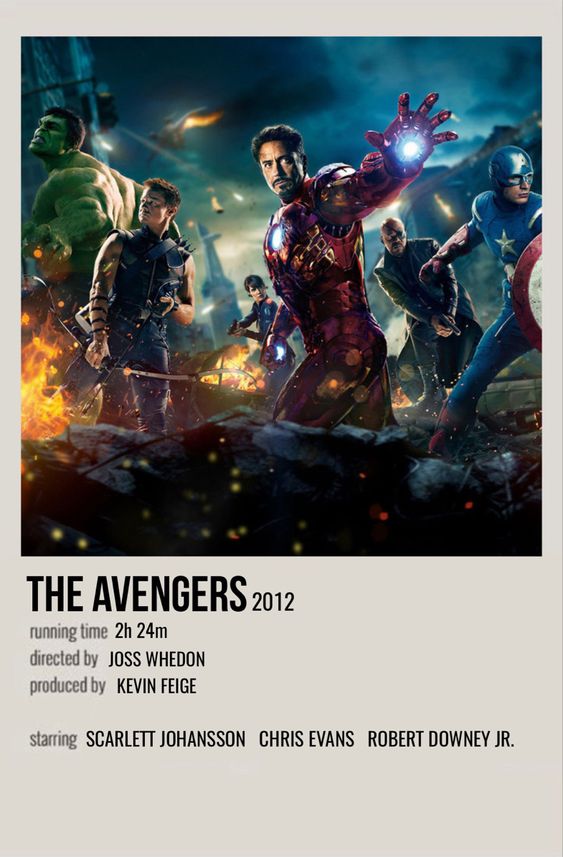 THE AVENGERS 2012
running time 2h 24m
directed by JOSS WHEDON
produced by KEVIN FEIGE
starring SCARLETT JOHANSSON CHRIS EVANS ROBERT DOWNEY JR.